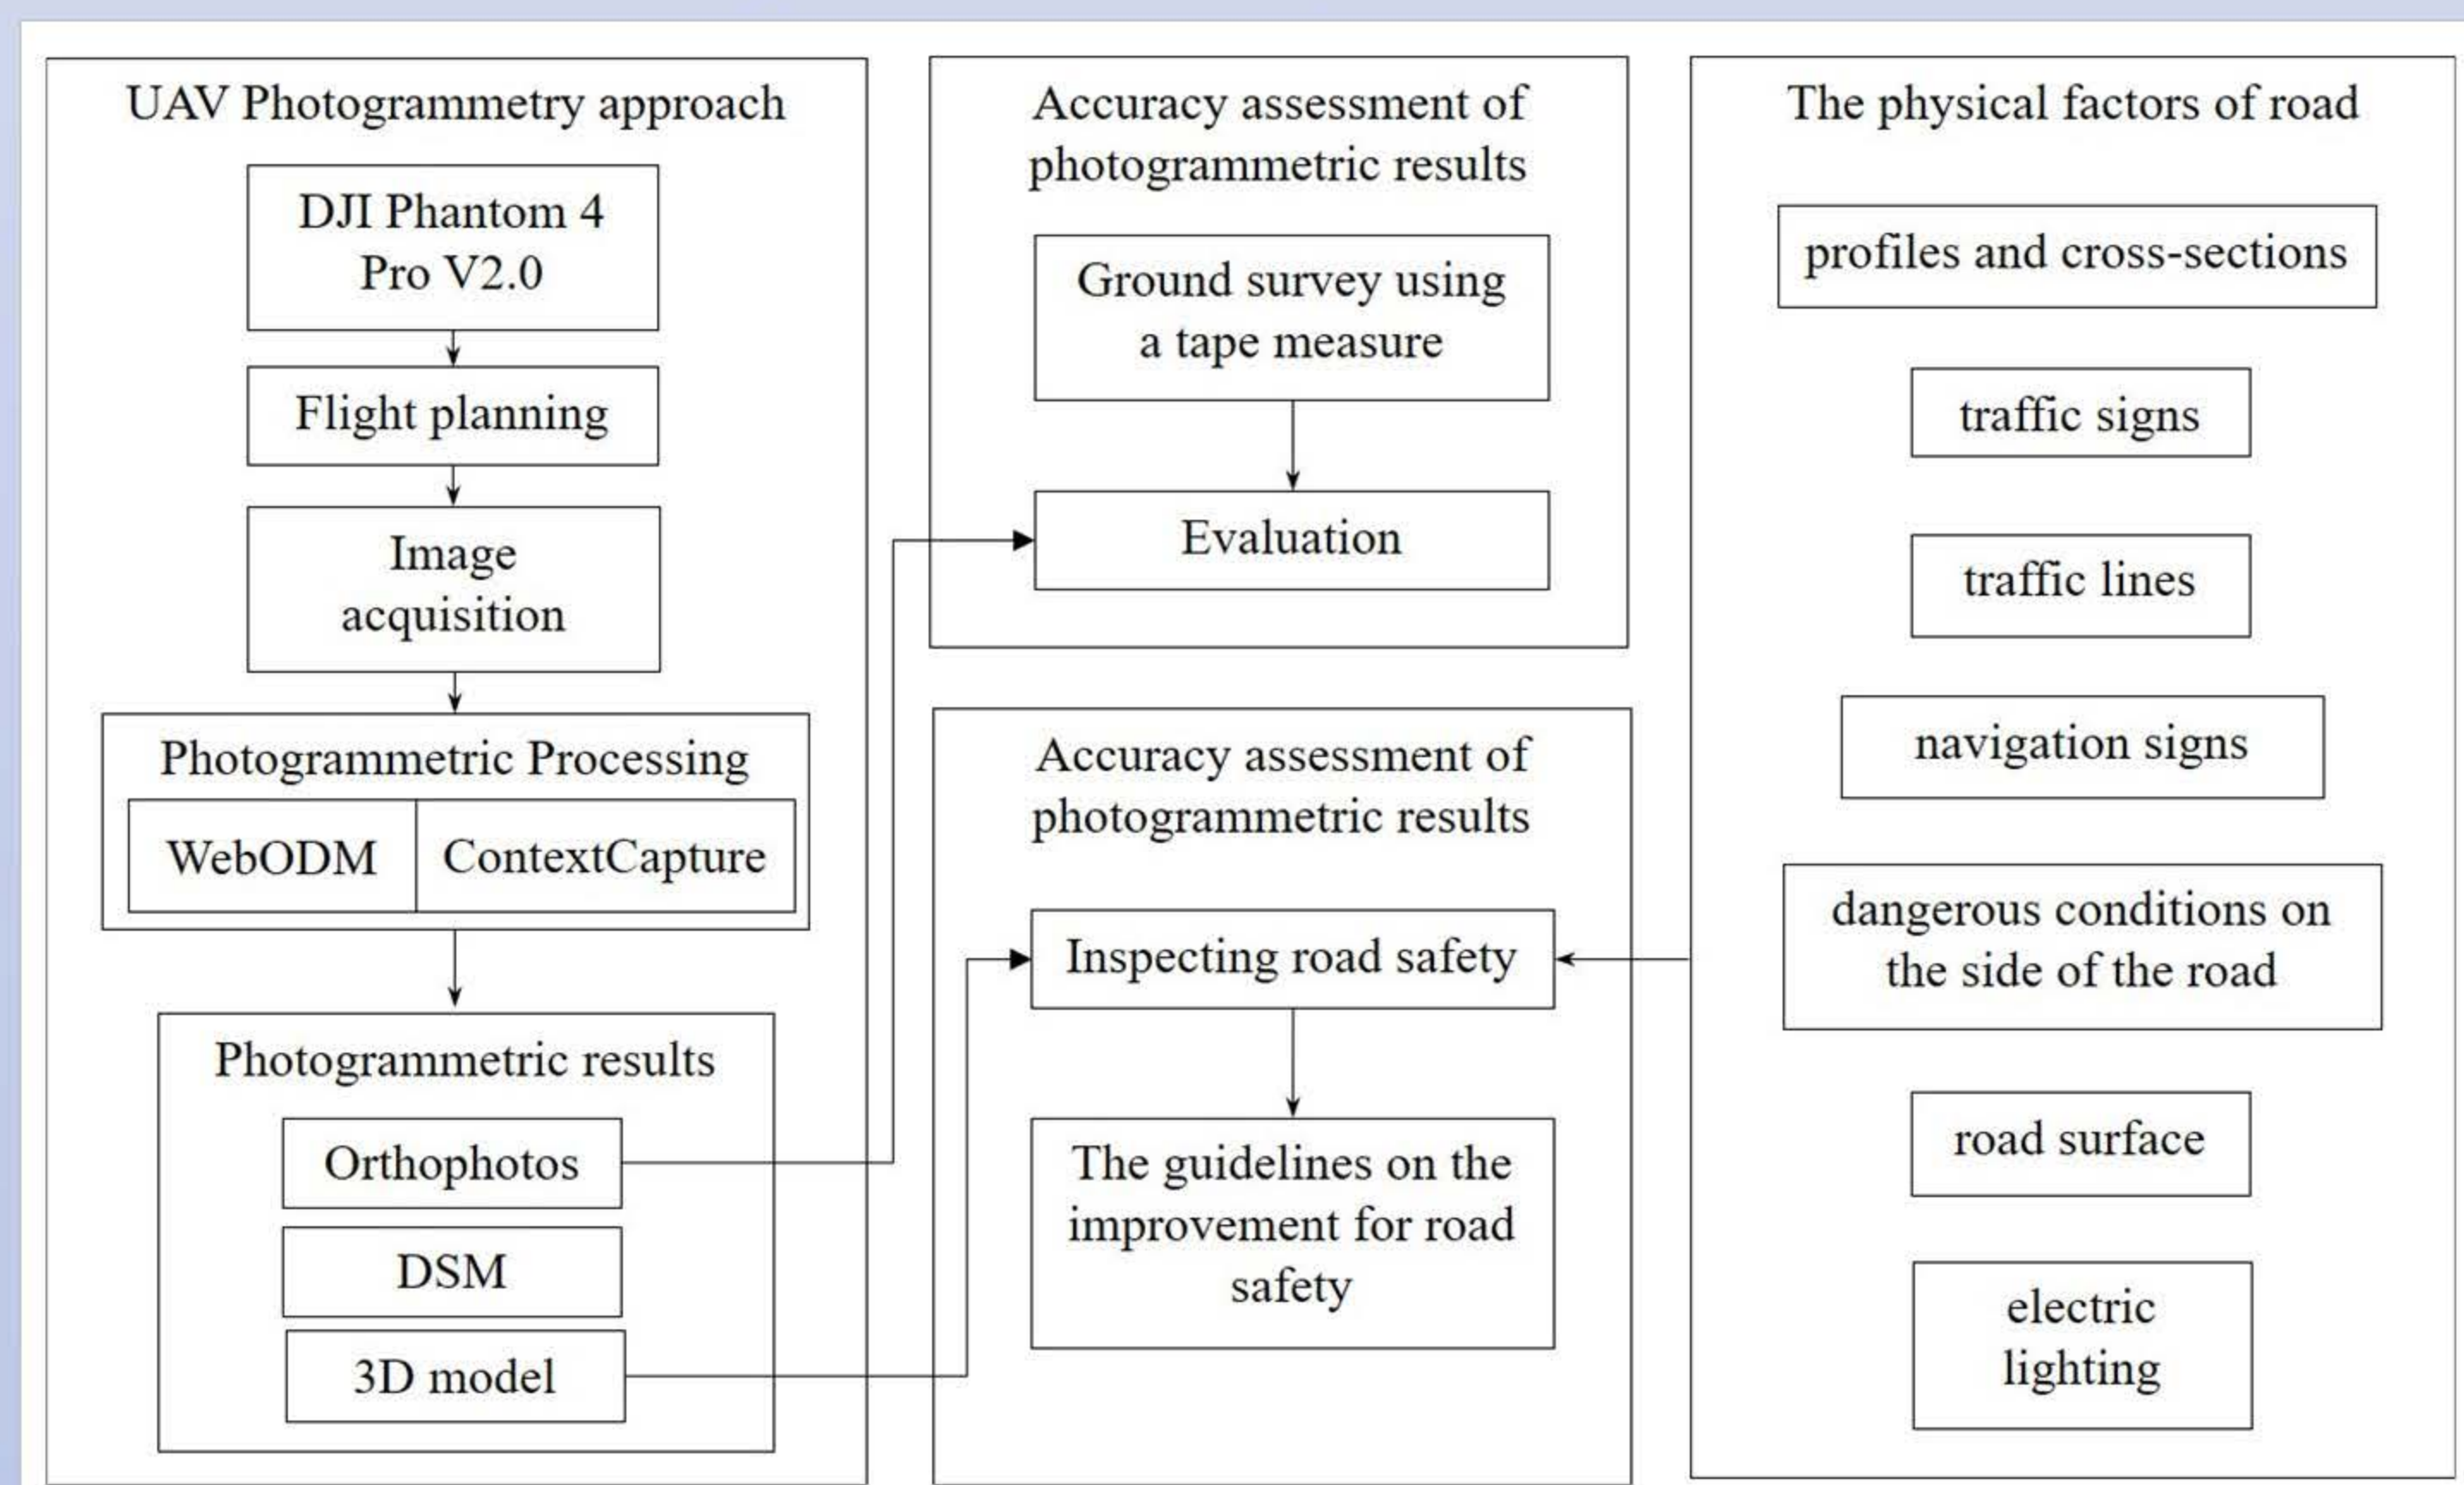 UAV Photogrammetry approach
DJI Phantom 4
Pro V2.0
Flight planning
Image
acquisition
Photogrammetric Processing
WebODM
ContextCapture
Photogrammetric results
Orthophotos
DSM
3D model
Accuracy assessment of
photogrammetric results
Ground survey using
a tape measure
Evaluation
Accuracy assessment of
photogrammetric results
Inspecting road safety
The guidelines on the
improvement for road
safety
The physical factors of road
profiles and cross-sections
traffic signs
traffic lines
navigation signs
dangerous conditions on
the side of the road
road surface
electric
lighting